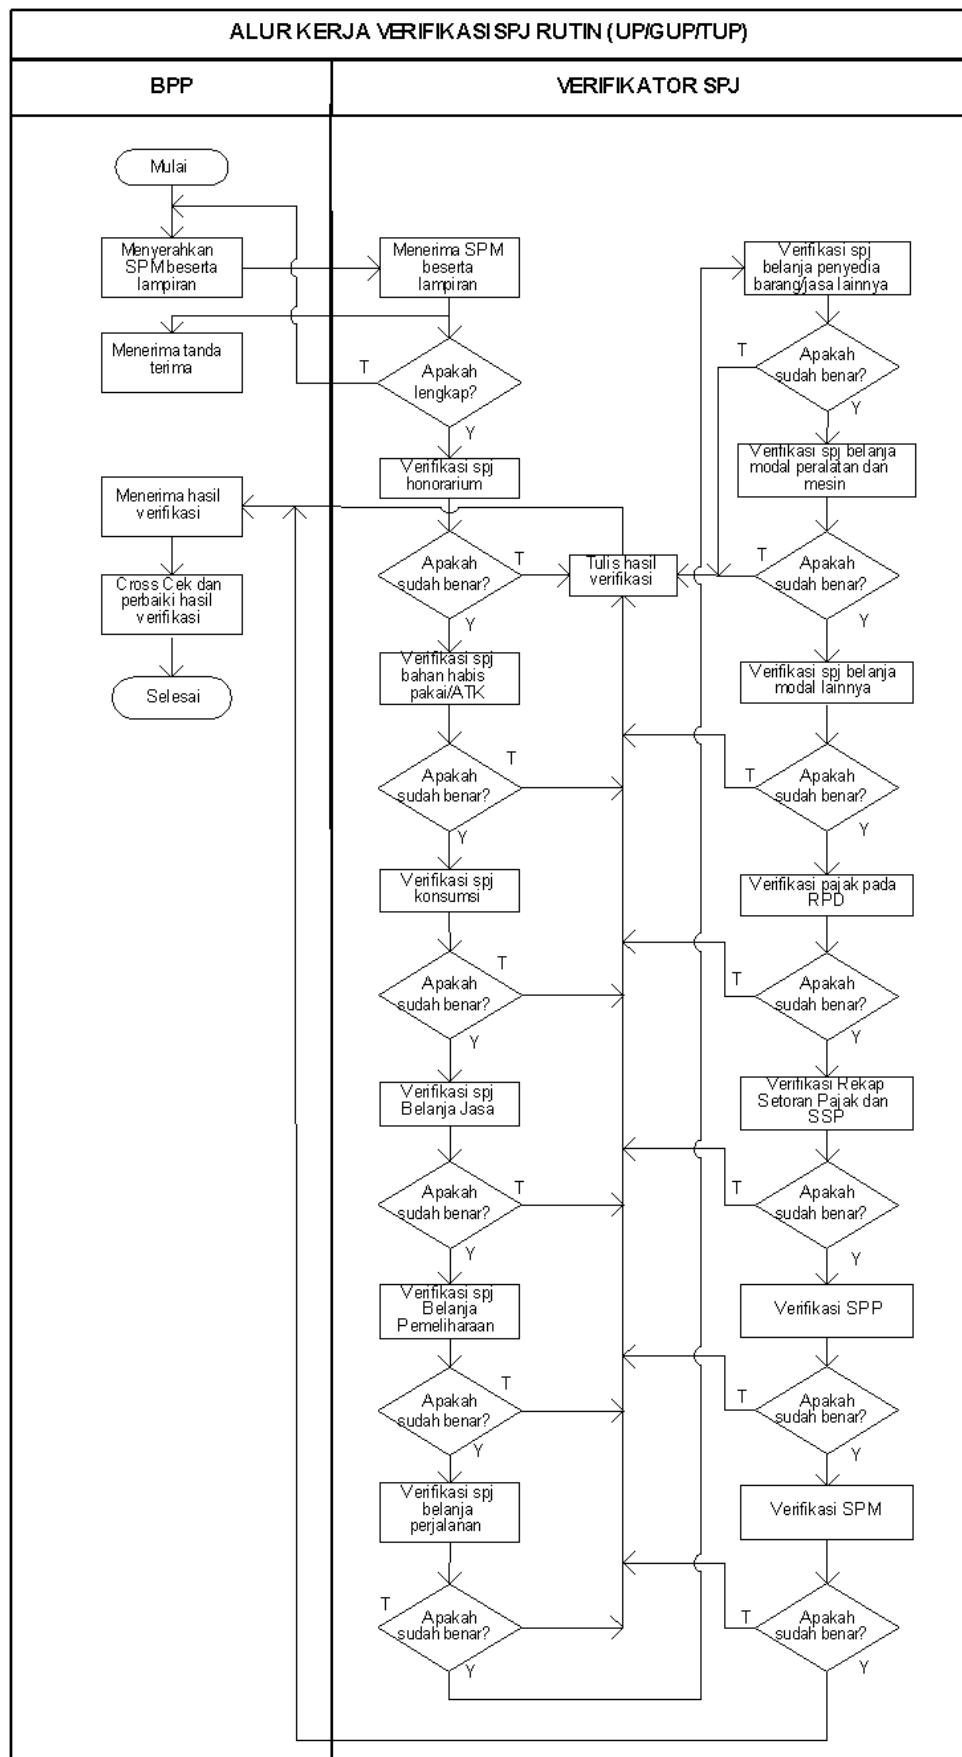 ALUR KERJA VERIFIKASI SPJ RUTIN (UP/GUP/TUP)
BPP
VERIFIKATOR SPJ
Mulai
Menyerahkan
SPM beserta
lampiran
Menerima SPM
beserta
lampiran
Menerima tanda
terima
T
Apakah
lengkap?
Y
Verifikasi spj
honorarium
Menerima hasil
verifikasi
Apakah
sudah benar?
T
Y
Tulis hasil
verifikasi
Cross Cek dan
perbaiki hasil
verifikasi
Selesai
Verifikasi spj
bahan habis
pakai/ATK
Apakah
sudah benar?
T
Y
Verifikasi spj
konsumsi
Apakah
sudah benar?
T
Y
Verifikasi spj
Belanja Jasa
Apakah
sudah benar?
T
Y
Verifikasi spj
Belanja
Pemeliharaan
Apakah
sudah benar?
T
Y
Verifikasi spj
belanja
perjalanan
T
Apakah
sudah benar?
Y
Verifikasi spj
belanja penyedia
barang/jasa lainnya
T
Apakah
sudah benar?
Y
Verifikasi spj belanja
modal peralatan dan
mesin
T
Apakah
sudah benar?
Y
Verifikasi spj belanja
modal lainnya
T
Apakah
sudah benar?
Y
Verifikasi pajak pada
RPD
T
Apakah
sudah benar?
Y
Verifikasi Rekap
Setoran Pajak dan
SSP
T
Apakah
sudah benar?
Y
Verifikasi SPP
T
Apakah
sudah benar?
Y
Verifikasi SPM
T
Apakah
sudah benar?
Y